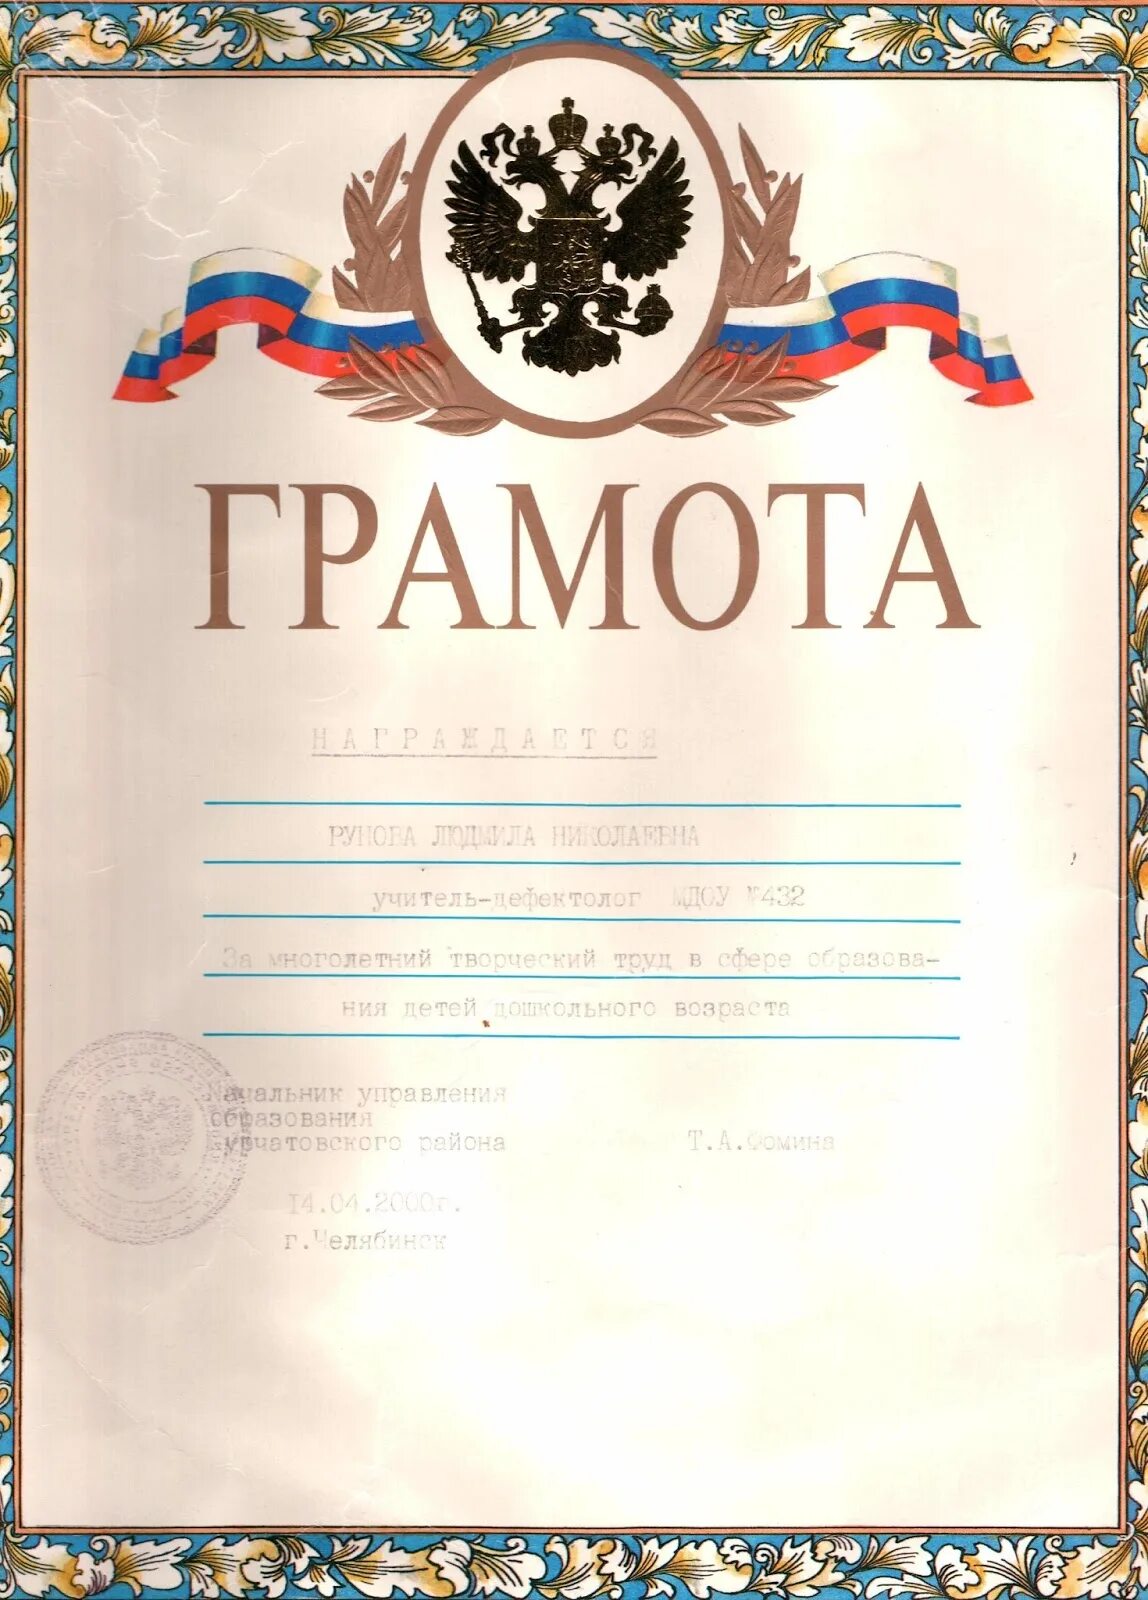 ГРАМОТА
НАГРАЖДАЕТСЯ
РУНОВА ЛЮДМИЛА НИКОЛАЕВНА
учитель-дефектолог МДОУ №432
За многолетний творческий труд в сфере образова-
ния детей дошкольного возраста
Начальник управления
образования
Курчатовского района Т.А.Фомина
14.04.2000г.
г.Челябинск